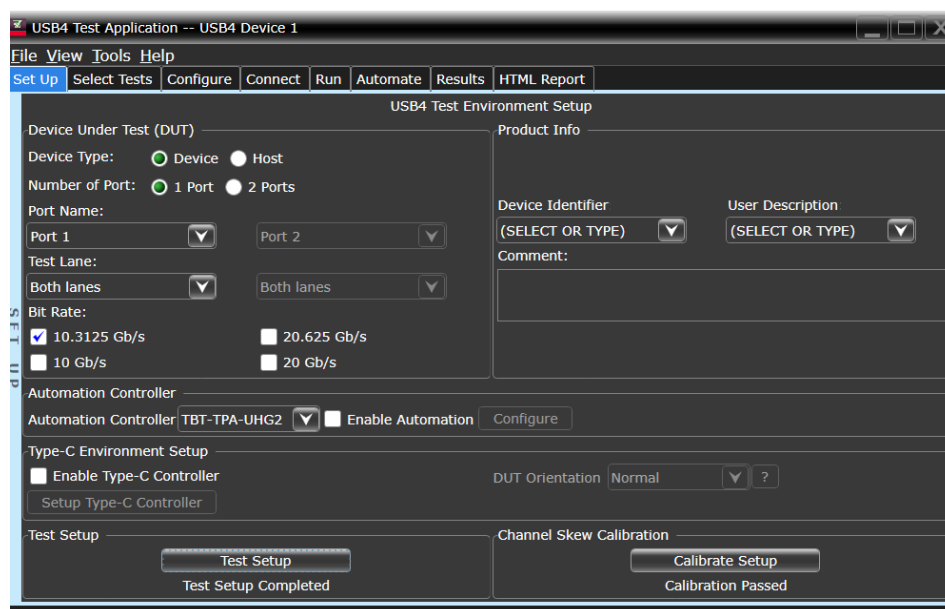 USB4 Test Application -- USB4 Device 1
File View Tools Help
Set Up Select Tests Configure Connect Run Automate Results HTML Report
USB4 Test Environment Setup
Device Under Test (DUT)
Device Type: Device Host
Number of Port: 1 Port 2 Ports
Port Name:
Port 1 Port 2
Test Lane:
Both lanes Both lanes
Bit Rate:
10.3125 Gb/s 20.625 Gb/s
10 Gb/s 20 Gb/s
Product Info
Device Identifier User Description:
(SELECT OR TYPE) (SELECT OR TYPE)
Comment:
SET UP
Automation Controller
Automation Controller TBT-TPA-UHG2 Enable Automation Configure
Type-C Environment Setup
Enable Type-C Controller DUT Orientation Normal ?
Setup Type-C Controller
Test Setup
Test Setup
Test Setup Completed
Channel Skew Calibration
Calibrate Setup
Calibration Passed